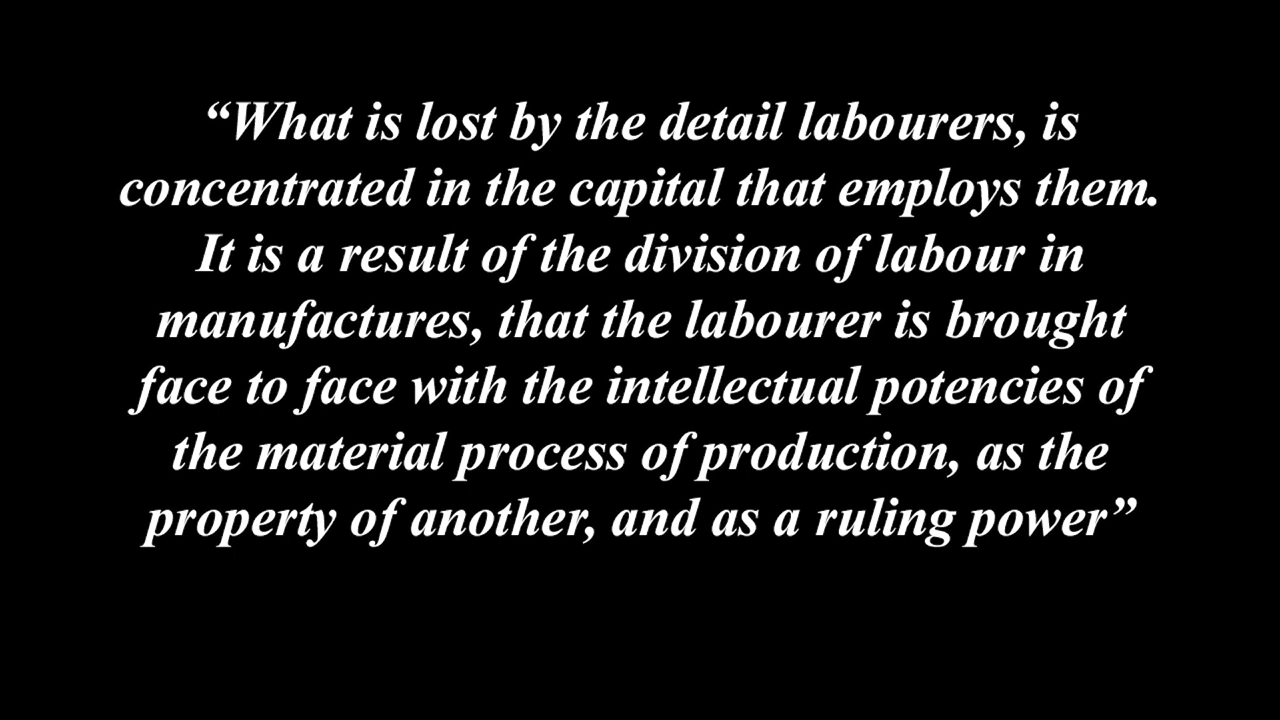 “What is lost by the detail labourers, is
concentrated in the capital that employs them.
It is a result of the division of labour in
manufactures, that the labourer is brought
face to face with the intellectual potencies of
the material process of production, as the
property of another, and as a ruling power”